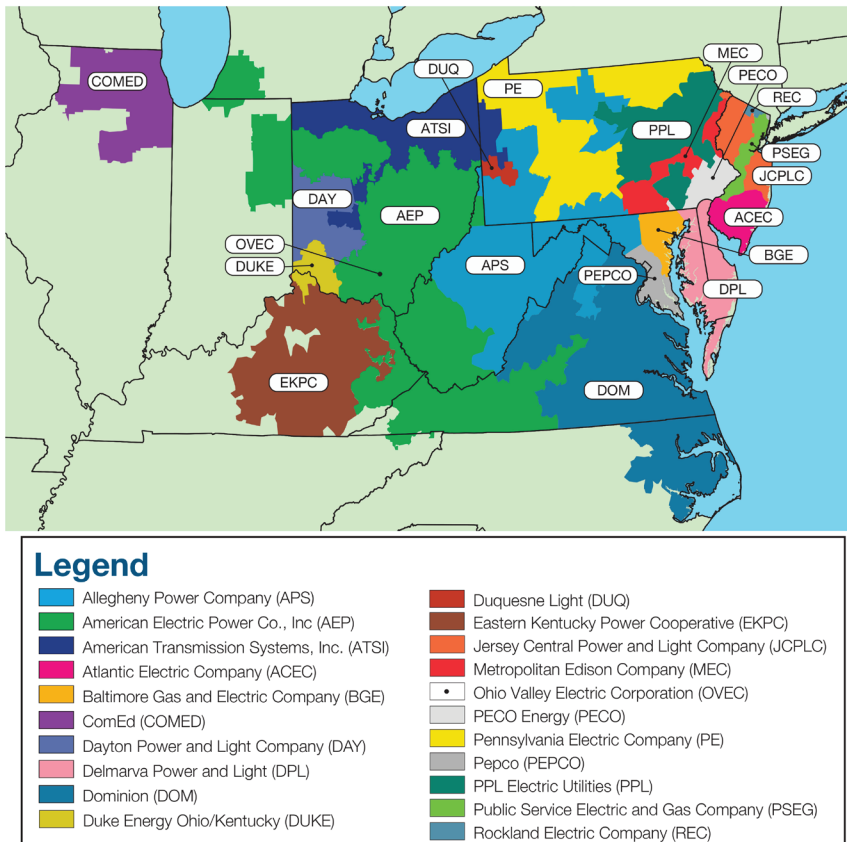 MEC
DUQ
PECO
COMED
PE
REC
ATSI
PPL
PSEG
JCPLC
DAY
AEP
ACEC
OVEC
DUKE
APS
BGE
PEPCO
DPL
EKPC
DOM
Legend
Allegheny Power Company (APS)
American Electric Power Co., Inc (AEP)
American Transmission Systems, Inc. (ATSI)
Atlantic Electric Company (ACEC)
Baltimore Gas and Electric Company (BGE)
ComEd (COMED)
Dayton Power and Light Company (DAY)
Delmarva Power and Light (DPL)
Dominion (DOM)
Duke Energy Ohio/Kentucky (DUKE)
Duquesne Light (DUQ)
Eastern Kentucky Power Cooperative (EKPC)
Jersey Central Power and Light Company (JCPLC)
Metropolitan Edison Company (MEC)
Ohio Valley Electric Corporation (OVEC)
PECO Energy (PECO)
Pennsylvania Electric Company (PE)
Pepco (PEPCO)
PPL Electric Utilities (PPL)
Public Service Electric and Gas Company (PSEG)
Rockland Electric Company (REC)